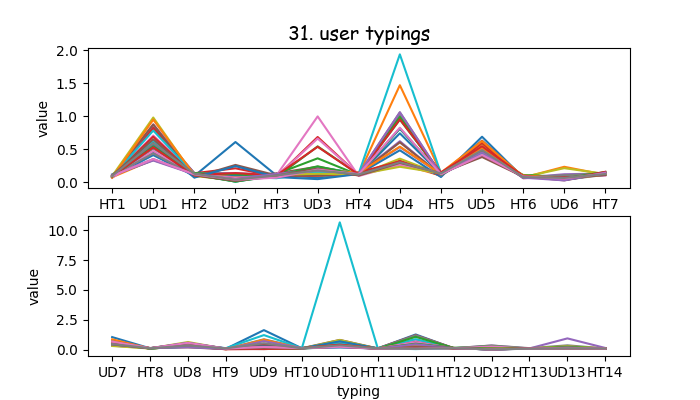 31. user typings
2.0
1.5
1.0
0.5
0.0
value
HT1 UD1 HT2 UD2 HT3 UD3 HT4 UD4 HT5 UD5 HT6 UD6 HT7
10.0
7.5
5.0
2.5
0.0
value
UD7 HT8 UD8 HT9 UD9 HT10 UD10 HT11 UD11 HT12 UD12 HT13 UD13 HT14
typing